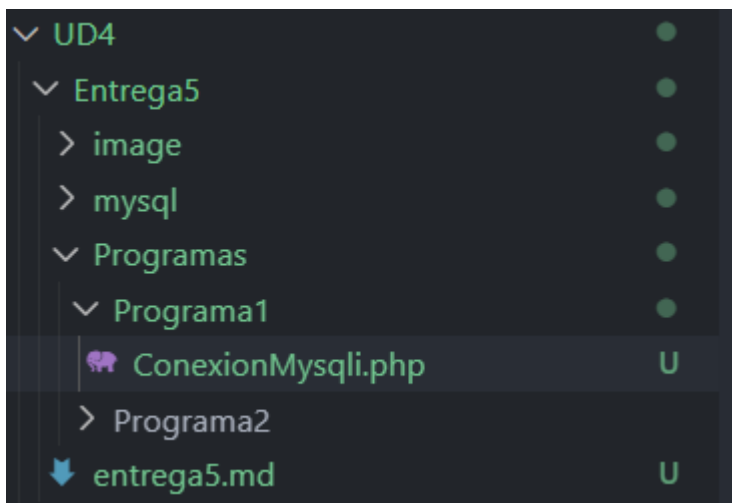 UD4
Entrega5
image
mysql
Programas
Programa1
ConexionMysqli.php U
Programa2
entrega5.md U